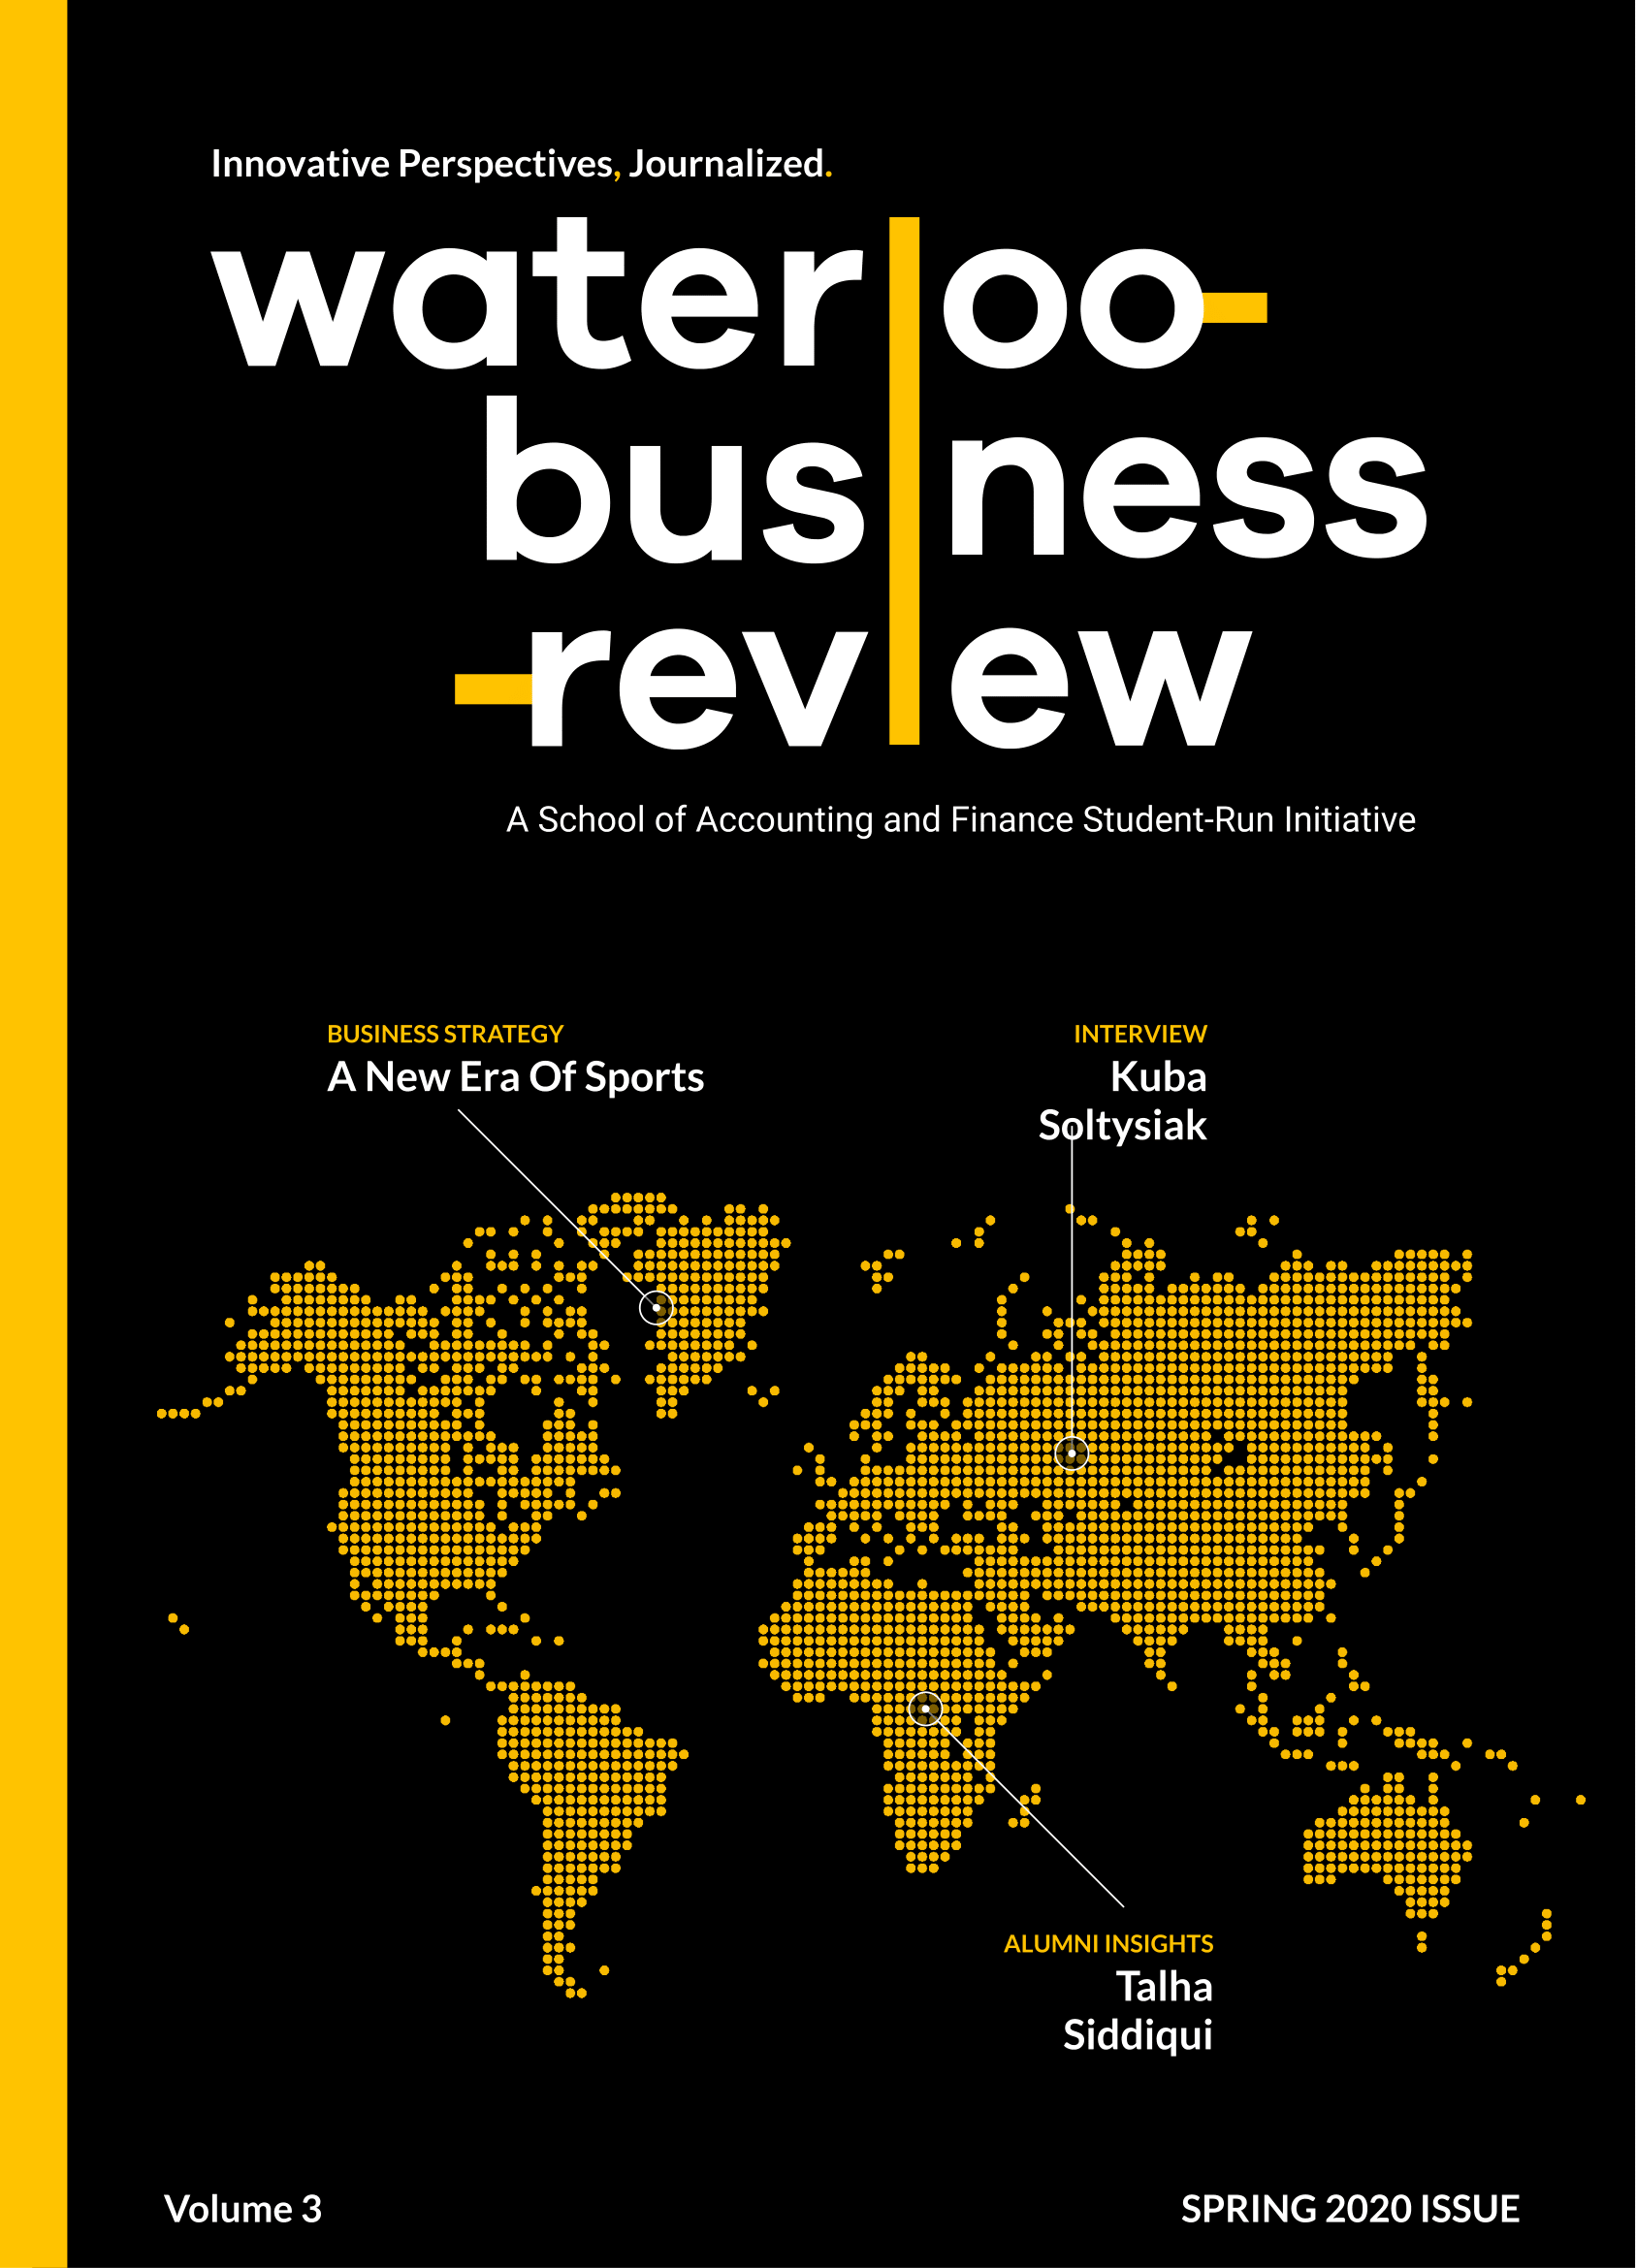 Innovative Perspectives, Journalized.
waterloo
business
review
A School of Accounting and Finance Student-Run Initiative
BUSINESS STRATEGY
A New Era Of Sports
INTERVIEW
Kuba
Soltysiak
ALUMNI INSIGHTS
Talha
Siddiqui
Volume 3
SPRING 2020 ISSUE